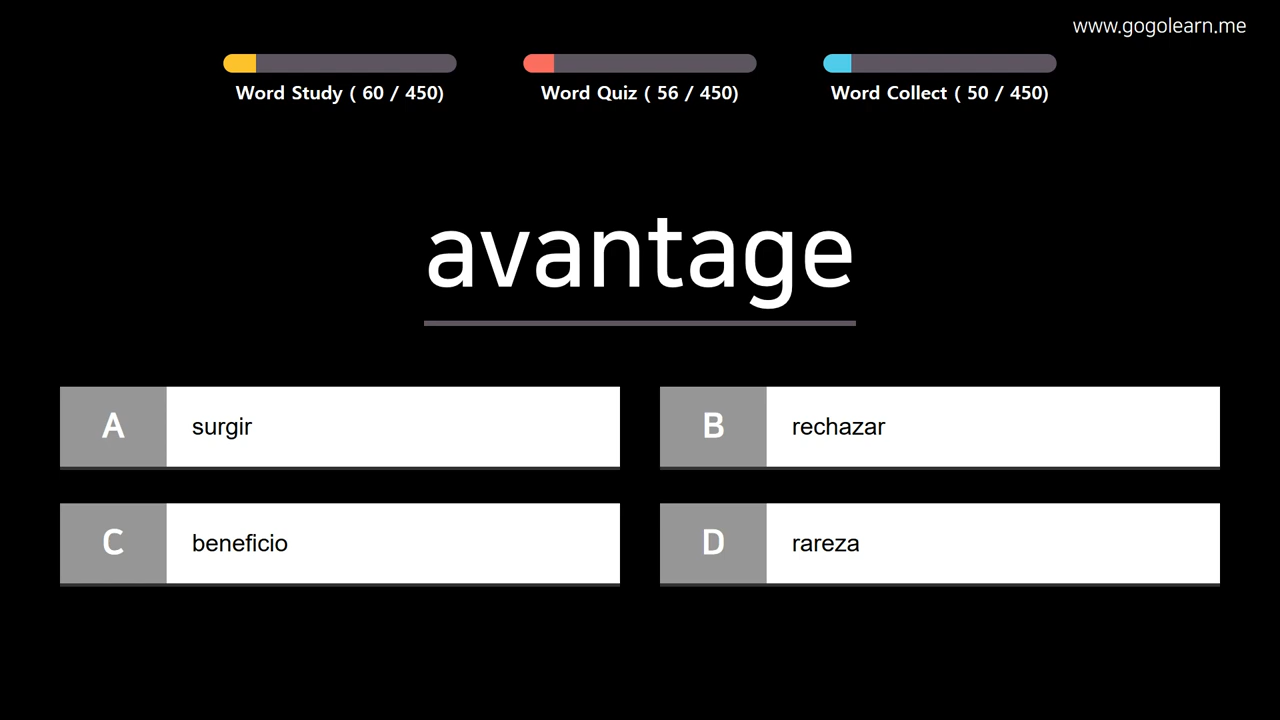 www.gogolearn.me
Word Study ( 60 / 450)
Word Quiz ( 56 / 450)
Word Collect ( 50 / 450)
avantage
A surgir
B rechazar
C beneficio
D rareza